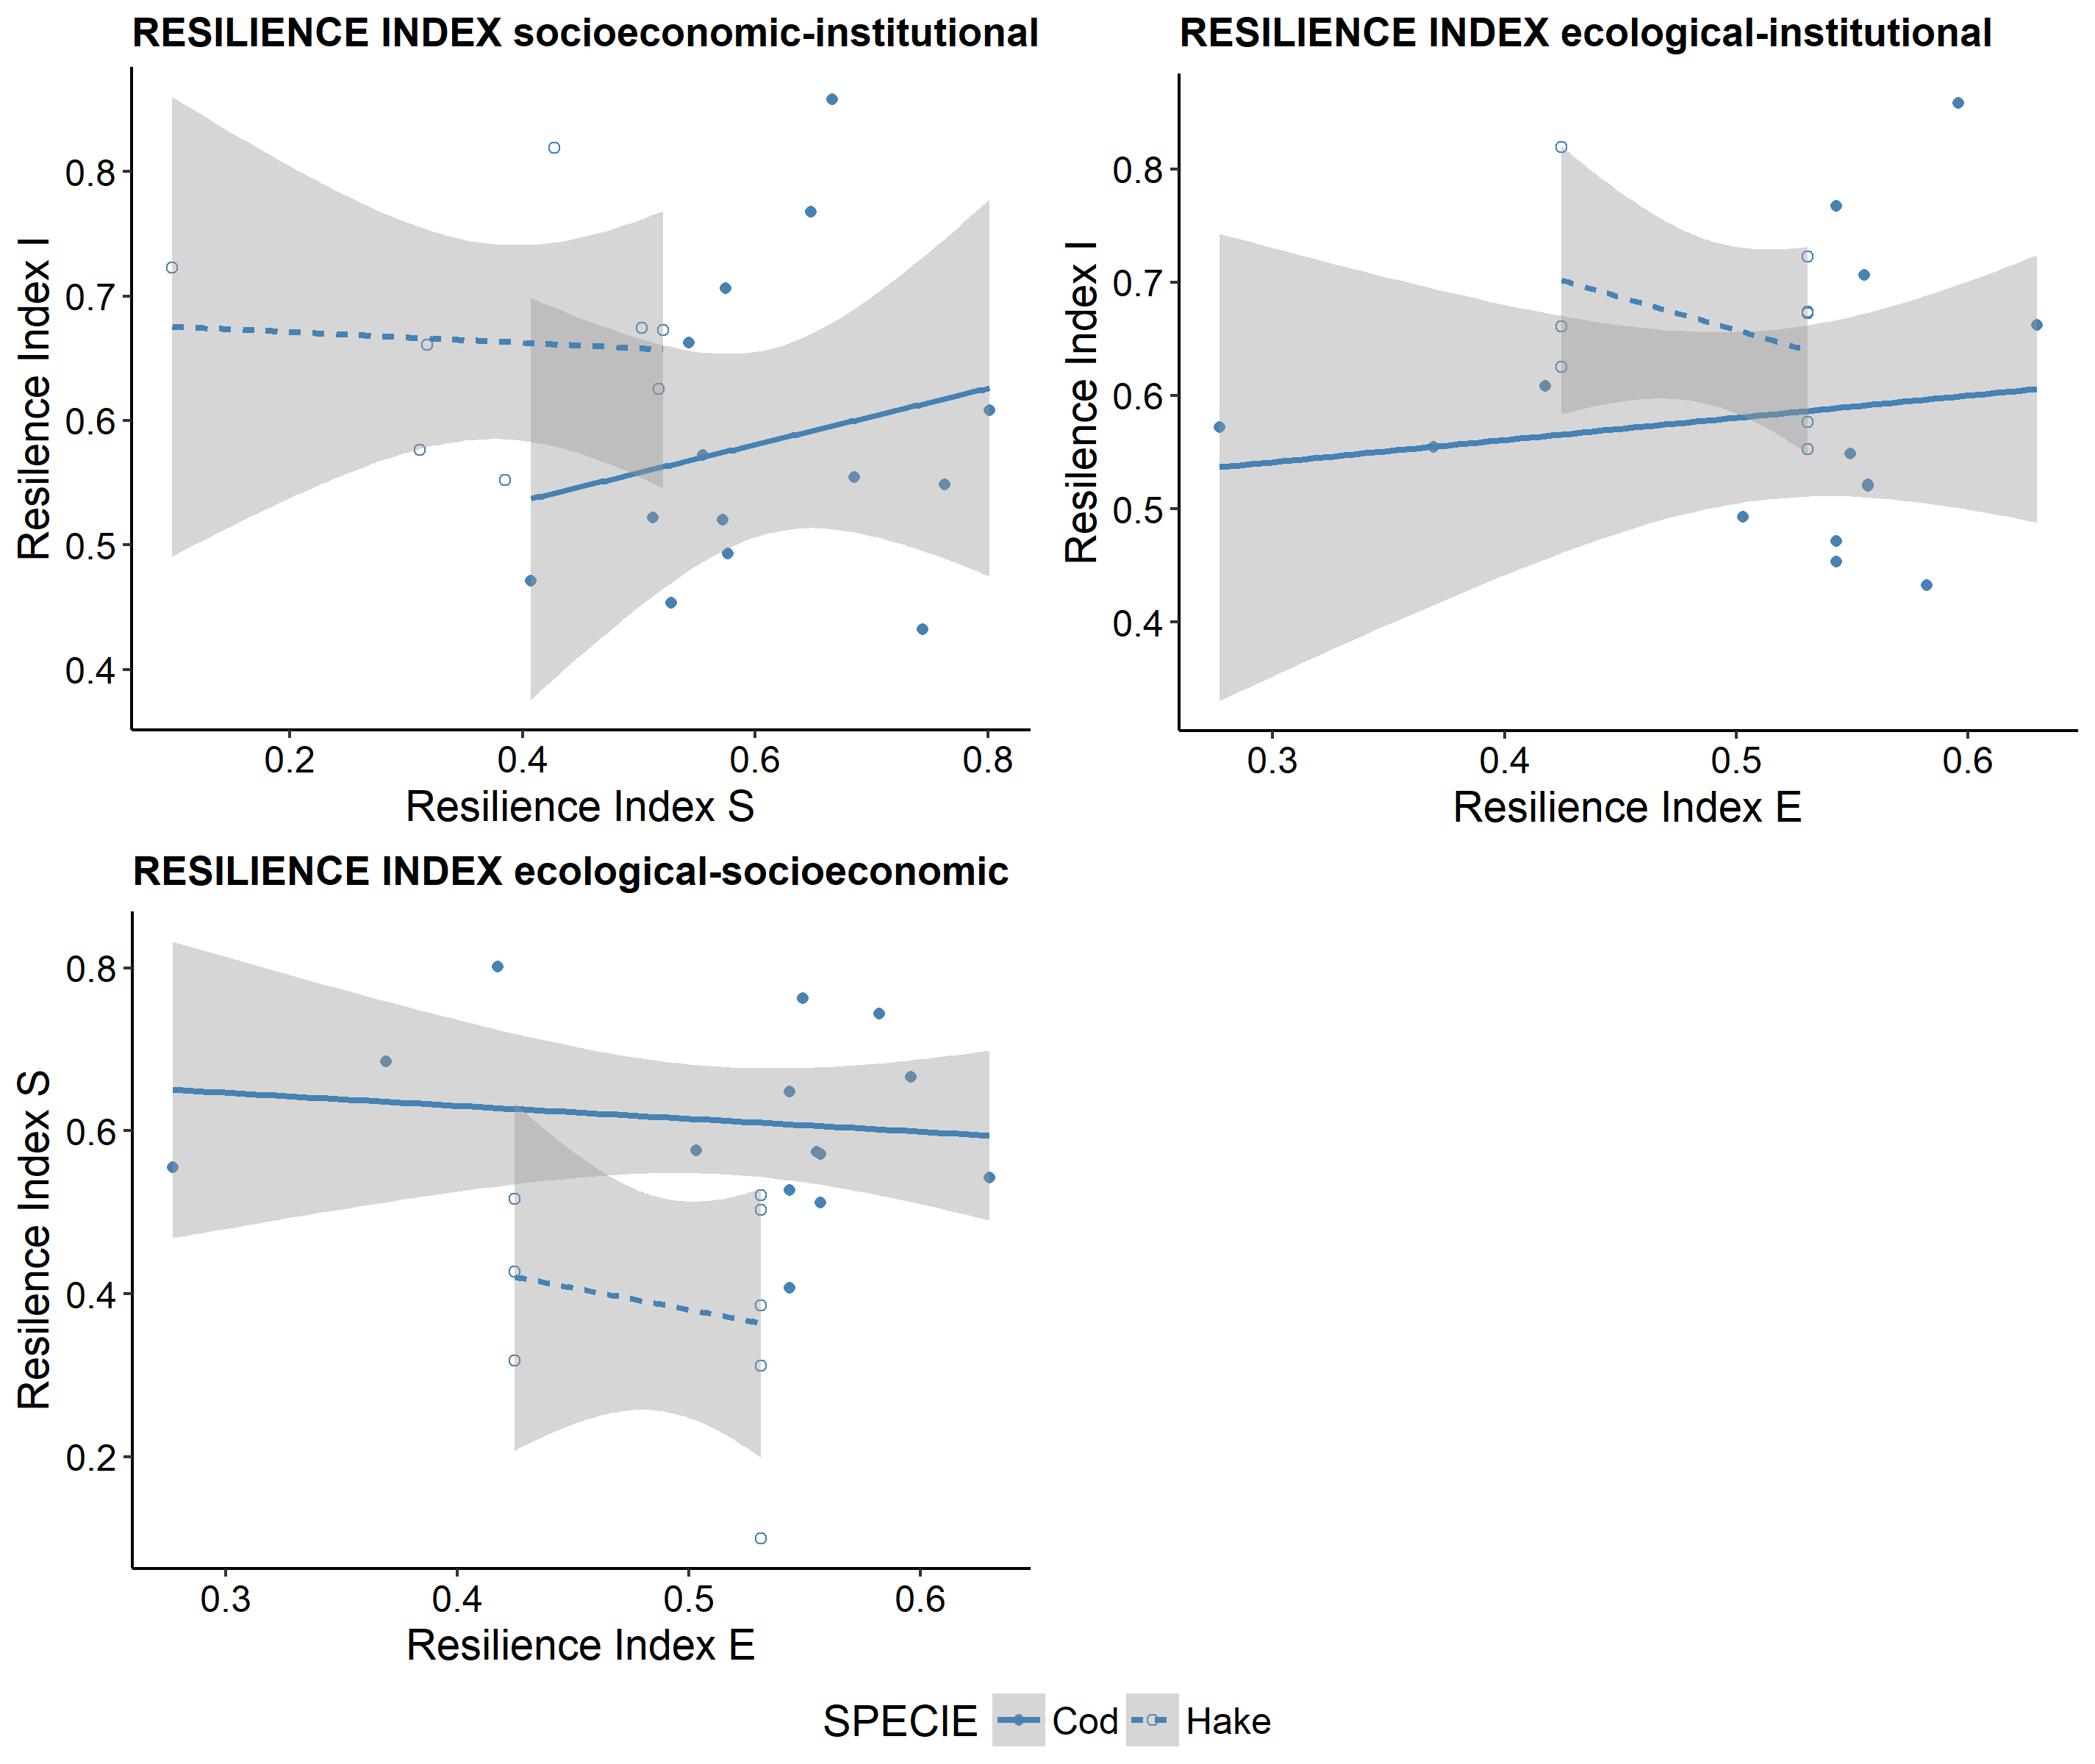 RESILIENCE INDEX socioeconomic-institutional
Resilence Index I
0.8
0.7
0.6
0.5
0.4
0.2 0.4 0.6 0.8
Resilience Index S
RESILIENCE INDEX ecological-institutional
Resilence Index I
0.8
0.7
0.6
0.5
0.4
0.3 0.4 0.5 0.6
Resilience Index E
RESILIENCE INDEX ecological-socioeconomic
Resilence Index S
0.8
0.6
0.4
0.2
0.3 0.4 0.5 0.6
Resilience Index E
SPECIE Cod Hake